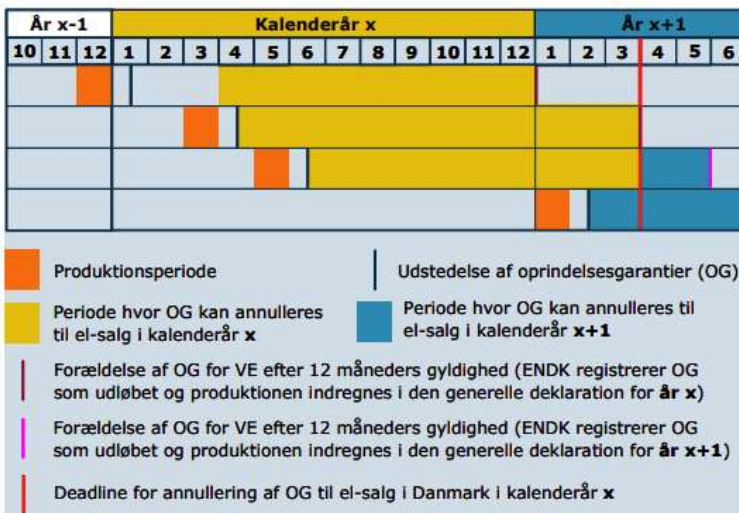 År x-1 Kalenderår x År x+1
10 11 12 1 2 3 4 5 6 7 8 9 10 11 12 1 2 3 4 5 6
Produktionsperiode
Udstedelse af oprindelsesgarantier (OG)
Periode hvor OG kan annulleres
til el-salg i kalenderår x
Periode hvor OG kan annulleres til
el-salg i kalenderår x+1
Forældelse af OG for VE efter 12 måneders gyldighed (ENDK registrerer OG
som udløbet og produktionen indregnes i den generelle deklaration for år x)
Forældelse af OG for VE efter 12 måneders gyldighed (ENDK registrerer OG
som udløbet og produktionen indregnes i den generelle deklaration for år x+1)
Deadline for annullering af OG til el-salg i Danmark i kalenderår x